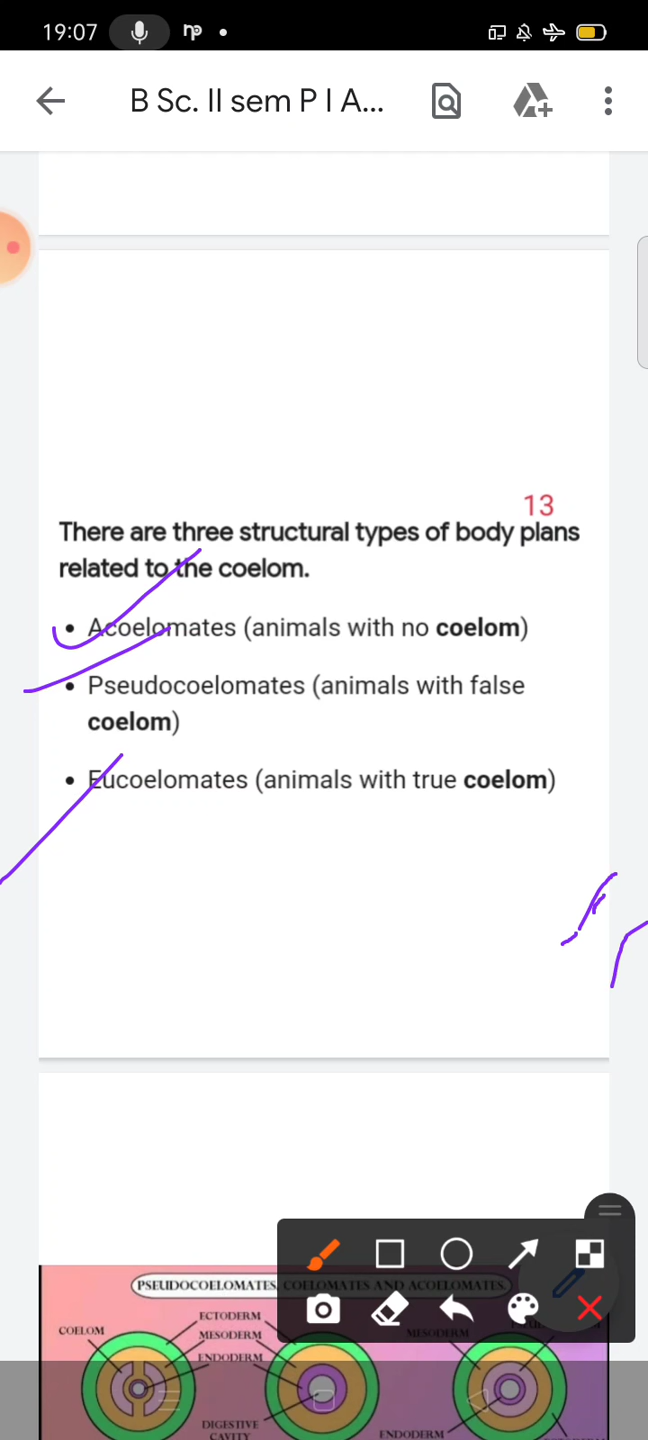 19:07
B Sc. II sem P I A...
13
There are three structural types of body plans
related to the coelom.
• Acoelomates (animals with no coelom)
• Pseudocoelomates (animals with false
coelom)
• Eucoelomates (animals with true coelom)
PSEUDOCOELOMATES, COELOMATES AND ACOELOMATES
ECTODERM
COELOM
MESODERM
MESODERM
ENDODERM
DIGESTIVE
CAVITY
ENDODERM